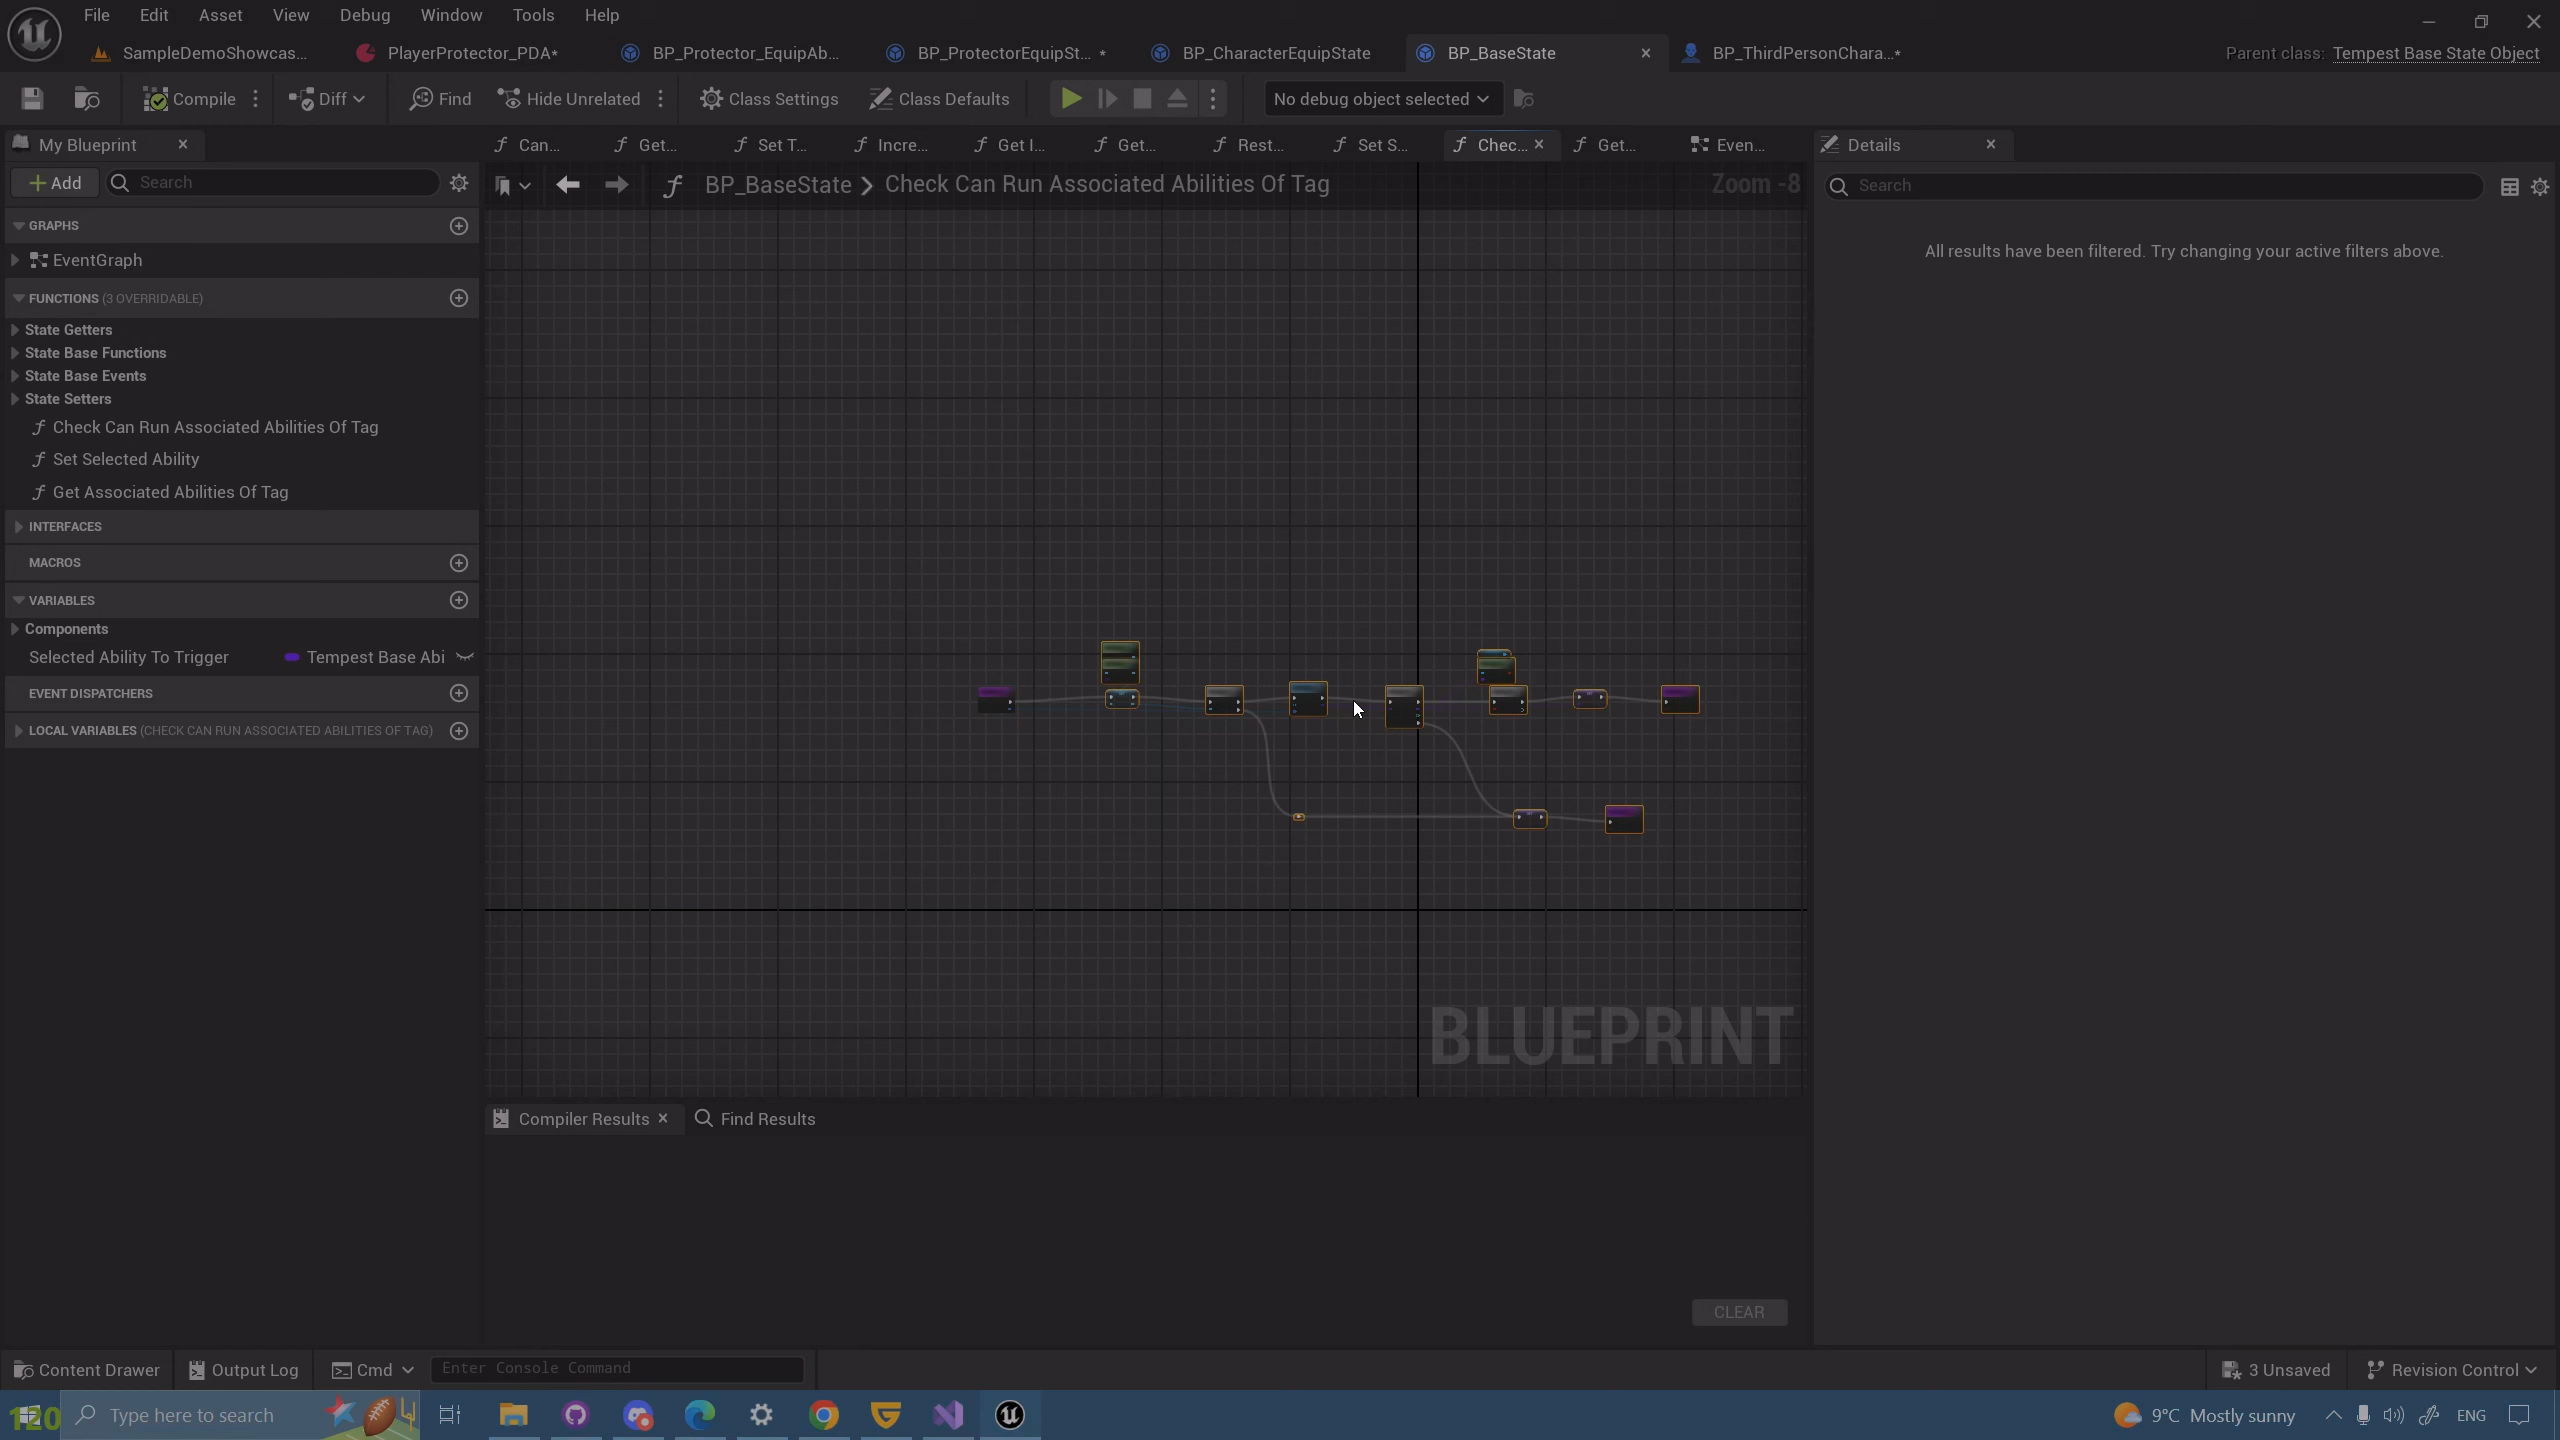 File Edit Asset View Debug Window Tools Help
SampleDemoShowcas... PlayerProtector_PDA* BP_Protector_EquipAb... BP_ProtectorEquipSt... * BP_CharacterEquipState BP_BaseState BP_ThirdPersonChara...* Parent class: Tempest Base State Object
Compile Diff Find Hide Unrelated Class Settings Class Defaults No debug object selected
My Blueprint Can... Get... Set T... Incre... Get I... Get... Rest... Set S... Chec... Get... Even... Details
Add Search BP_BaseState Check Can Run Associated Abilities Of Tag Zoom -8 Search
GRAPHS
All results have been filtered. Try changing your active filters above.
EventGraph
FUNCTIONS (3 OVERRIDABLE)
State Getters
State Base Functions
State Base Events
State Setters
Check Can Run Associated Abilities Of Tag
Set Selected Ability
Get Associated Abilities Of Tag
INTERFACES
MACROS
VARIABLES
Components
Selected Ability To Trigger Tempest Base Abi
EVENT DISPATCHERS
LOCAL VARIABLES (CHECK CAN RUN ASSOCIATED ABILITIES OF TAG)
BLUEPRINT
Compiler Results Find Results
CLEAR
Content Drawer Output Log Cmd Enter Console Command 3 Unsaved Revision Control
120 Type here to search 9°C Mostly sunny ENG